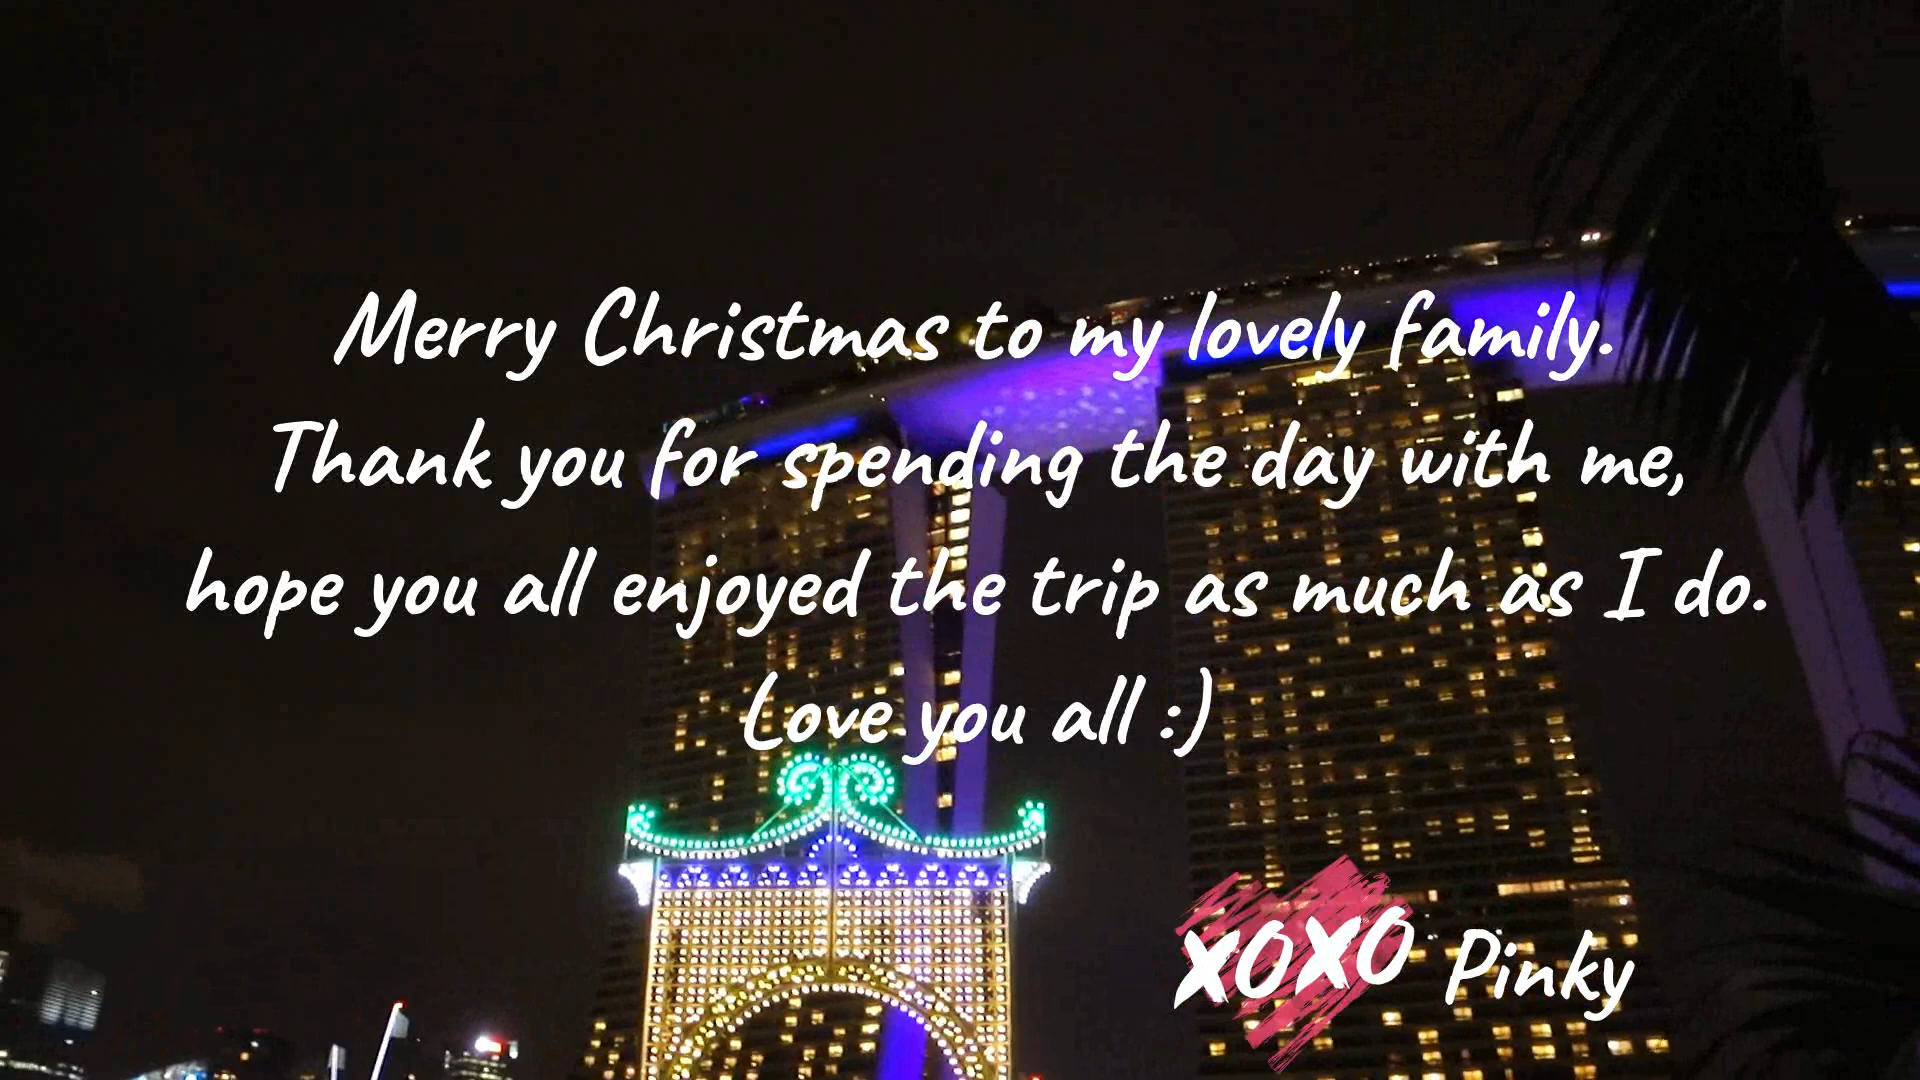 Merry Christmas to my lovely family.
Thank you for spending the day with me,
hope you all enjoyed the trip as much as I do.
Love you all :)
XOXO Pinky